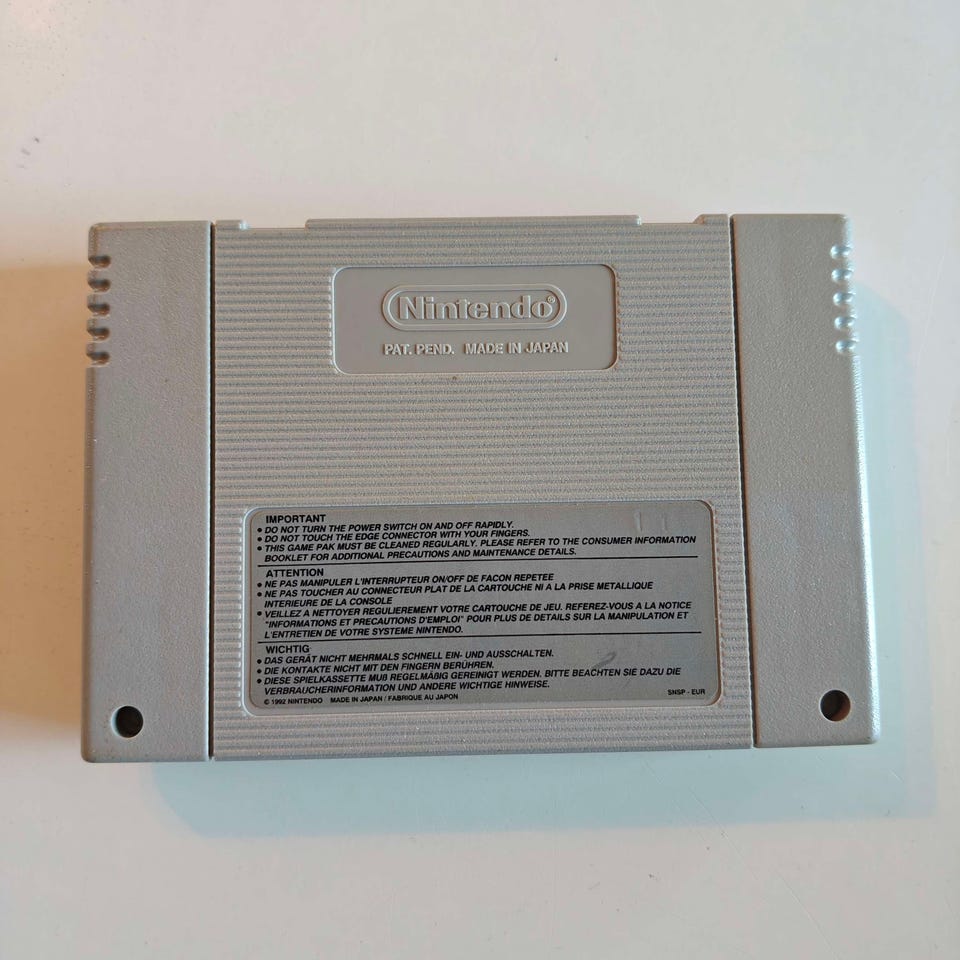 Nintendo®
PAT. PEND. MADE IN JAPAN
IMPORTANT
• DO NOT TURN THE POWER SWITCH ON AND OFF RAPIDLY.
• DO NOT TOUCH THE EDGE CONNECTOR WITH YOUR FINGERS.
• THIS GAME PAK MUST BE CLEANED REGULARLY. PLEASE REFER TO THE CONSUMER INFORMATION
BOOKLET FOR ADDITIONAL PRECAUTIONS AND MAINTENANCE DETAILS.
ATTENTION
• NE PAS MANIPULER L'INTERRUPTEUR ON/OFF DE FACON REPETEE
• NE PAS TOUCHER AU CONNECTEUR PLAT DE LA CARTOUCHE NI A LA PRISE METALLIQUE
INTERIEURE DE LA CONSOLE
• VEILLEZ A NETTOYER REGULIEREMENT VOTRE CARTOUCHE DE JEU. REFEREZ-VOUS A LA NOTICE
"INFORMATIONS ET PRECAUTIONS D'EMPLOI" POUR PLUS DE DETAILS SUR LA MANIPULATION ET
L'ENTRETIEN DE VOTRE SYSTEME NINTENDO.
WICHTIG
• DAS GERÄT NICHT MEHRMALS SCHNELL EIN- UND AUSSCHALTEN.
• DIE KONTAKTE NICHT MIT DEN FINGERN BERÜHREN.
• DIESE SPIELKASSETTE MUß REGELMÄßIG GEREINIGT WERDEN. BITTE BEACHTEN SIE DAZU DIE
VERBRAUCHERINFORMATION UND ANDERE WICHTIGE HINWEISE.
© 1992 NINTENDO MADE IN JAPAN / FABRIQUE AU JAPON
SNSP - EUR